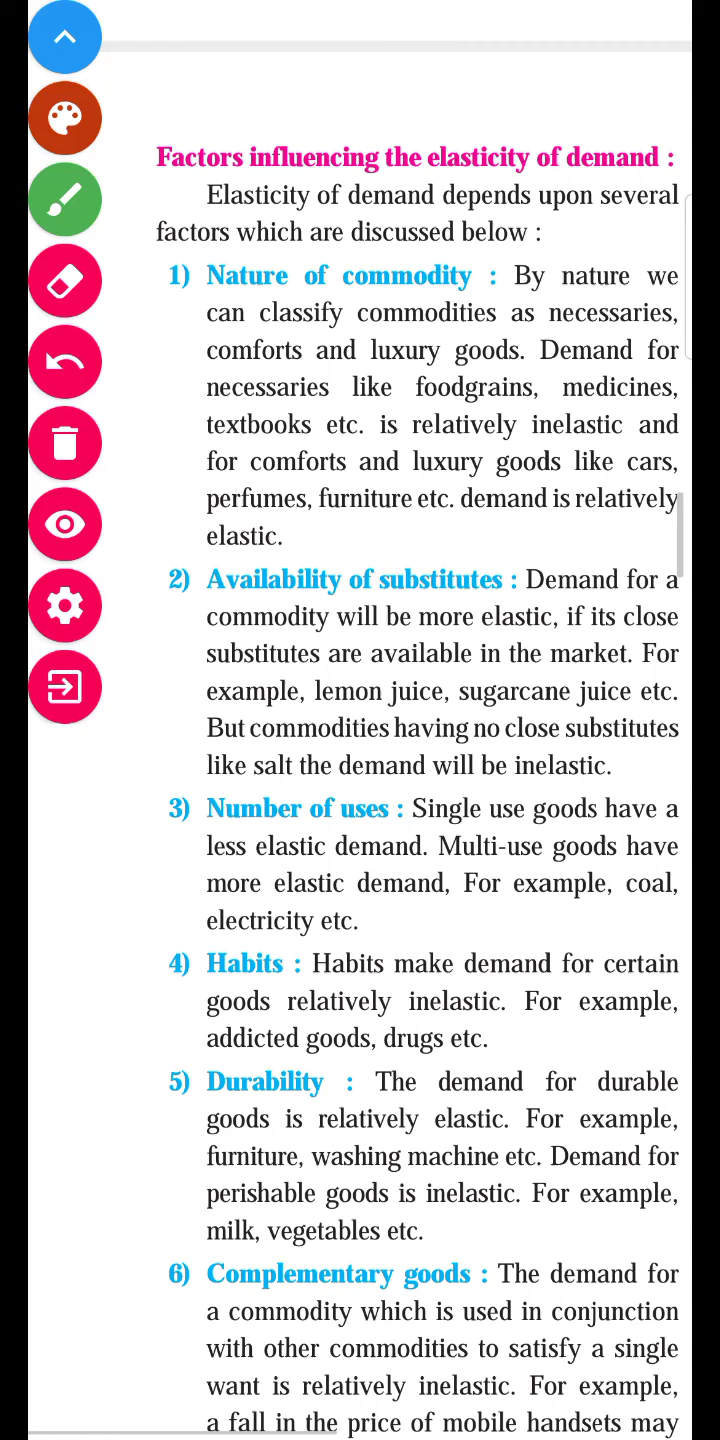 Factors influencing the elasticity of demand :
Elasticity of demand depends upon several
factors which are discussed below :
1) Nature of commodity : By nature we
can classify commodities as necessaries,
comforts and luxury goods. Demand for
necessaries like foodgrains, medicines,
textbooks etc. is relatively inelastic and
for comforts and luxury goods like cars,
perfumes, furniture etc. demand is relatively
elastic.
2) Availability of substitutes : Demand for a
commodity will be more elastic, if its close
substitutes are available in the market. For
example, lemon juice, sugarcane juice etc.
But commodities having no close substitutes
like salt the demand will be inelastic.
3) Number of uses : Single use goods have a
less elastic demand. Multi-use goods have
more elastic demand, For example, coal,
electricity etc.
4) Habits : Habits make demand for certain
goods relatively inelastic. For example,
addicted goods, drugs etc.
5) Durability : The demand for durable
goods is relatively elastic. For example,
furniture, washing machine etc. Demand for
perishable goods is inelastic. For example,
milk, vegetables etc.
6) Complementary goods : The demand for
a commodity which is used in conjunction
with other commodities to satisfy a single
want is relatively inelastic. For example,
a fall in the price of mobile handsets may